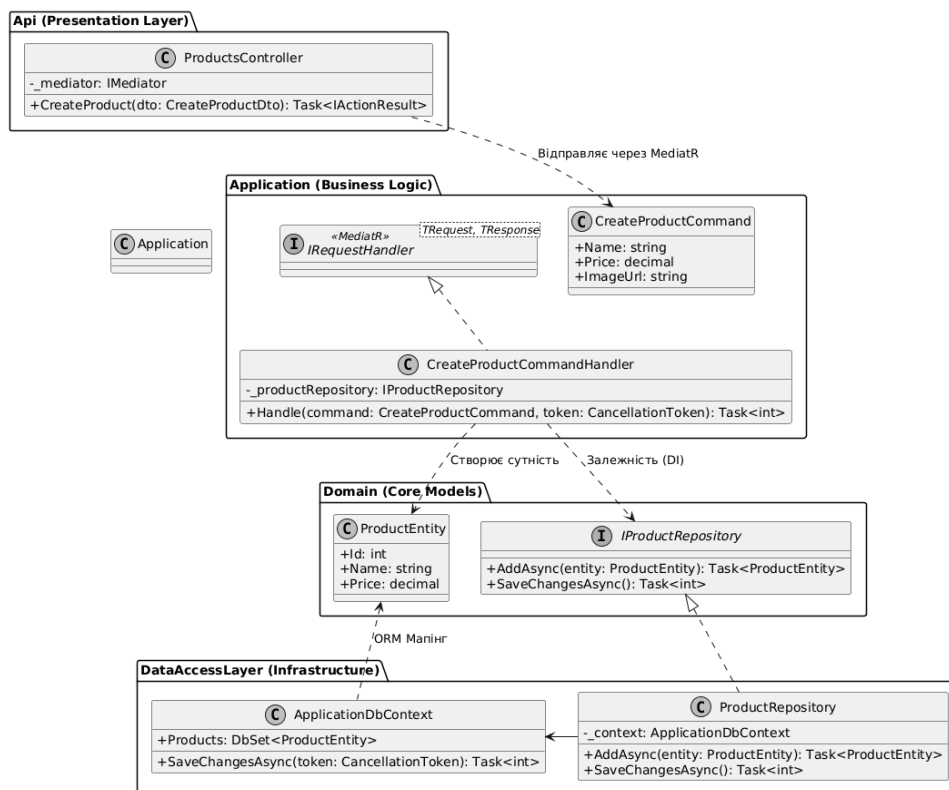 Api (Presentation Layer)
C ProductsController
-_mediator: IMediator
+CreateProduct(dto: CreateProductDto): Task<IActionResult>
Відправляє через MediatR
Application (Business Logic)
C Application
I «MediatR»
IRequestHandler
TRequest, TResponse
C CreateProductCommand
+Name: string
+Price: decimal
+ImageUrl: string
C CreateProductCommandHandler
-_productRepository: IProductRepository
+Handle(command: CreateProductCommand, token: CancellationToken): Task<int>
Створює сутність
Залежність (DI)
Domain (Core Models)
C ProductEntity
+Id: int
+Name: string
+Price: decimal
I IProductRepository
+AddAsync(entity: ProductEntity): Task<ProductEntity>
+SaveChangesAsync(): Task<int>
ORM Мапінг
DataAccessLayer (Infrastructure)
C ApplicationDbContext
+Products: DbSet<ProductEntity>
+SaveChangesAsync(token: CancellationToken): Task<int>
C ProductRepository
-_context: ApplicationDbContext
+AddAsync(entity: ProductEntity): Task<ProductEntity>
+SaveChangesAsync(): Task<int>